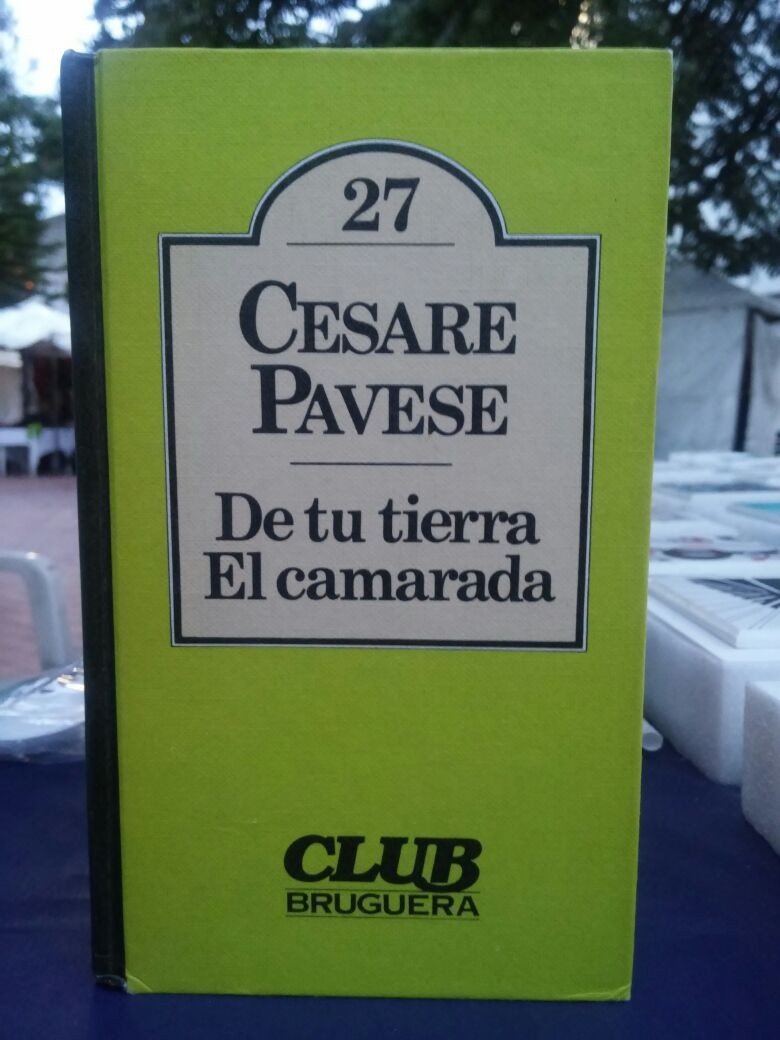 27
CESARE
PAVESE
De tu tierra
El camarada
CLUB
BRUGUERA